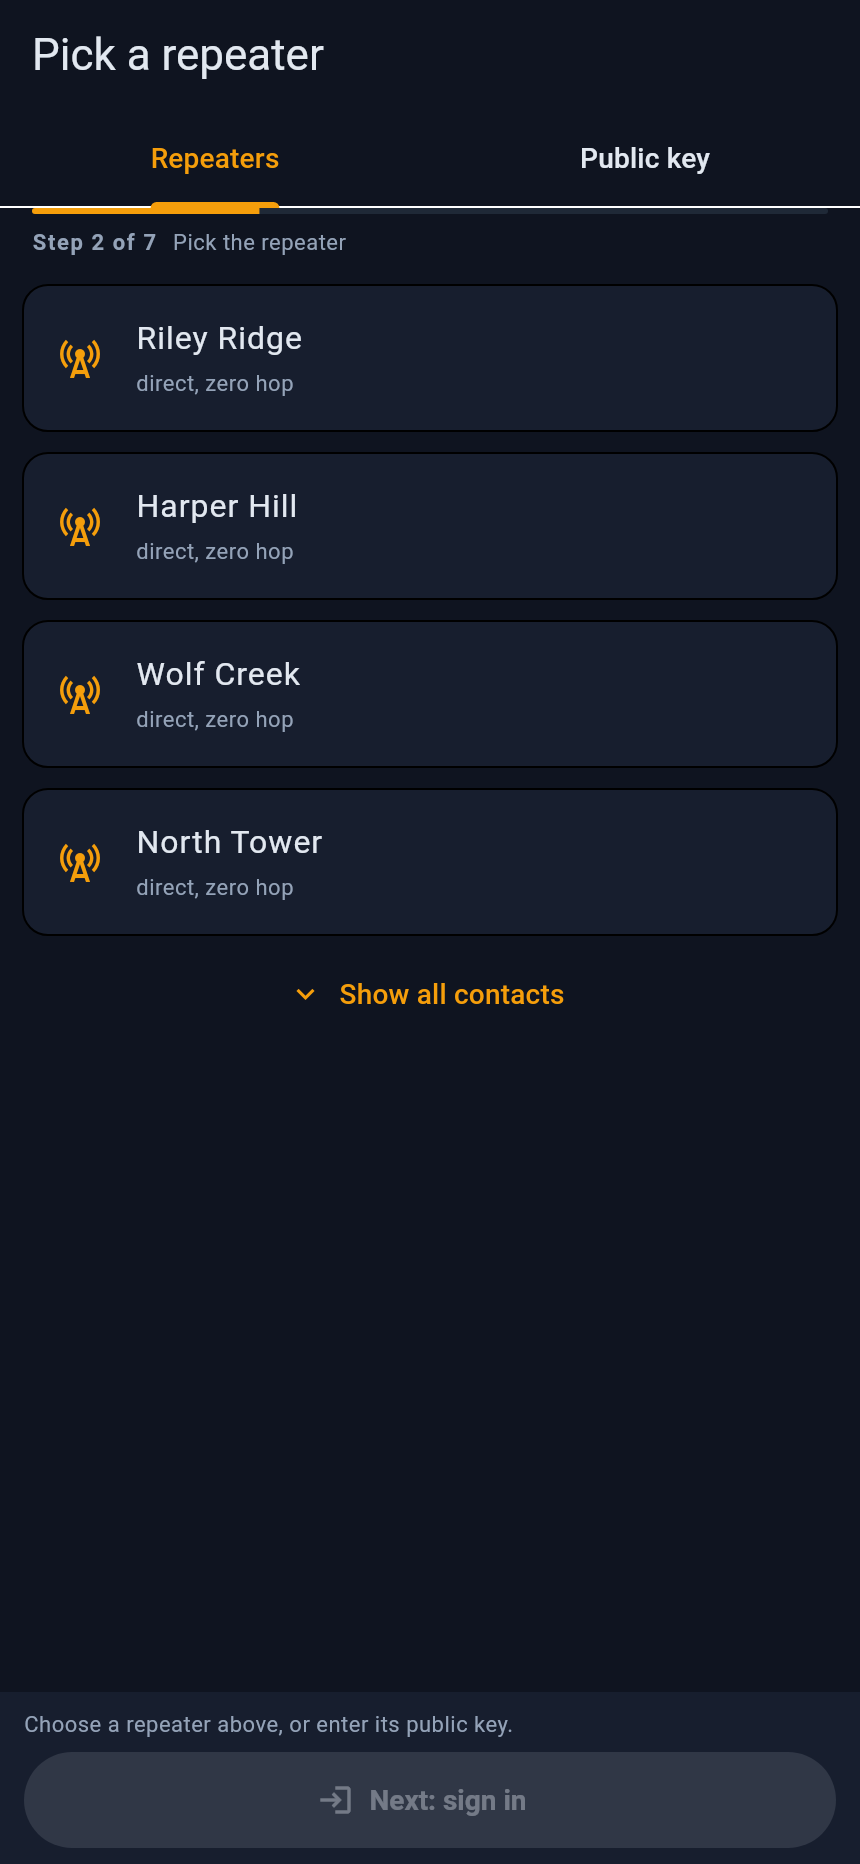 Pick a repeater
Repeaters
Public key
Step 2 of 7 Pick the repeater
Riley Ridge
direct, zero hop
Harper Hill
direct, zero hop
Wolf Creek
direct, zero hop
North Tower
direct, zero hop
Show all contacts
Choose a repeater above, or enter its public key.
Next: sign in